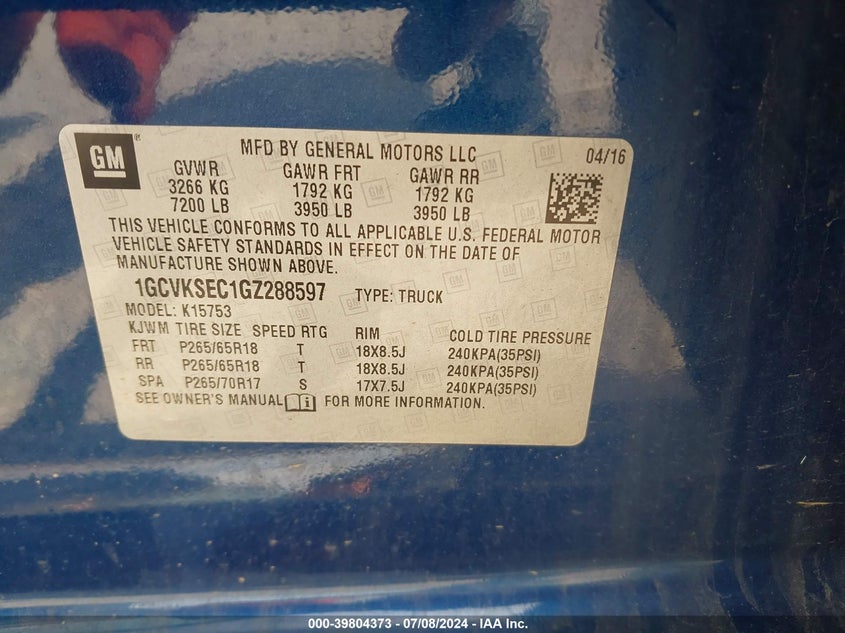 GM
MFD BY GENERAL MOTORS LLC 04/16
GVWR GAWR FRT GAWR RR
3266 KG 1792 KG 1792 KG
7200 LB 3950 LB 3950 LB
THIS VEHICLE CONFORMS TO ALL APPLICABLE U.S. FEDERAL MOTOR
VEHICLE SAFETY STANDARDS IN EFFECT ON THE DATE OF
MANUFACTURE SHOWN ABOVE.
1GCVKSEC1GZ288597 TYPE: TRUCK
MODEL: K15753
KJWM TIRE SIZE SPEED RTG RIM COLD TIRE PRESSURE
FRT P265/65R18 T 18X8.5J 240KPA(35PSI)
RR P265/65R18 T 18X8.5J 240KPA(35PSI)
SPA P265/70R17 S 17X7.5J 240KPA(35PSI)
SEE OWNER'S MANUAL FOR MORE INFORMATION.
000-39804373 - 07/08/2024 - IAA Inc.